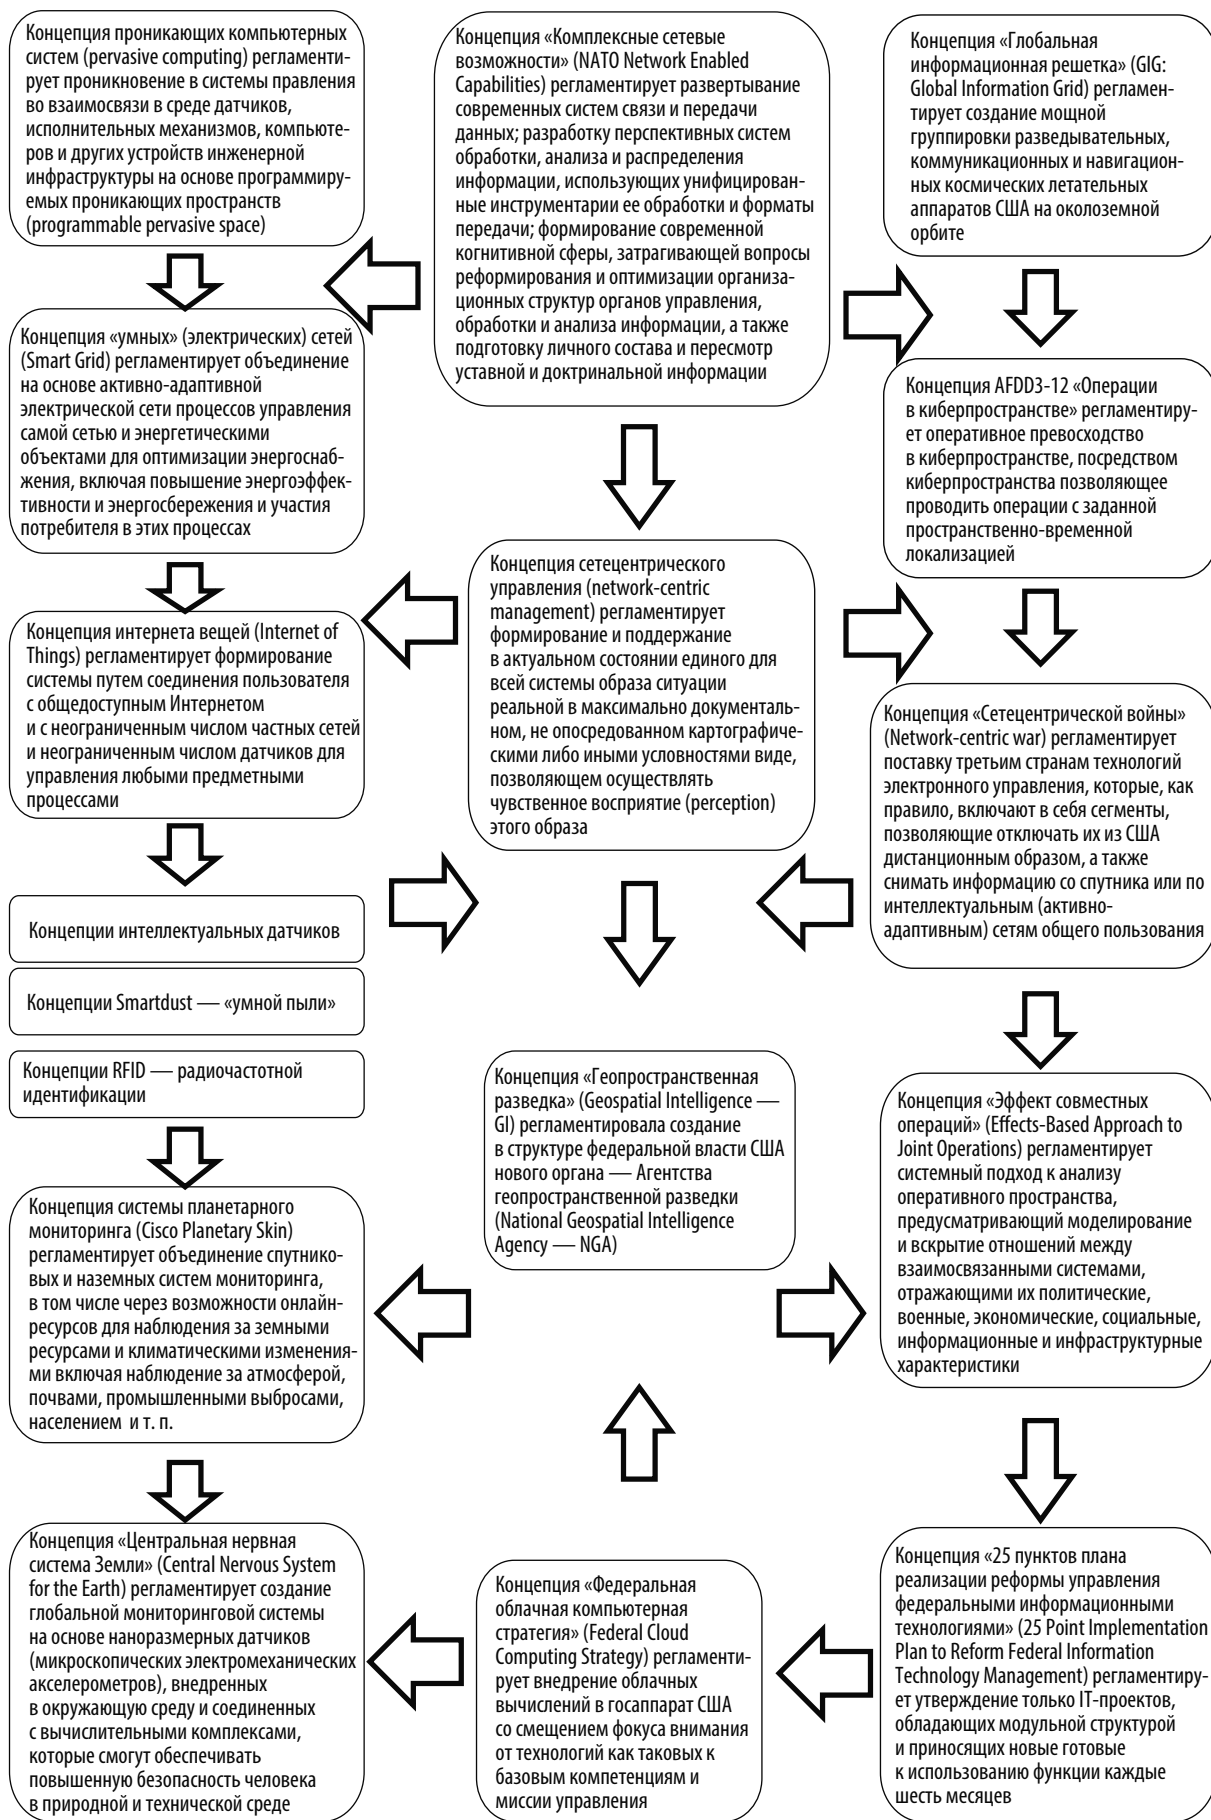 Концепция проникающих компьютерных
систем (pervasive computing) регламенти-
рует проникновение в системы правления
во взаимосвязи в среде датчиков,
исполнительных механизмов, компьюте-
ров и других устройств инженерной
инфраструктуры на основе программиру-
емых проникающих пространств
(programmable pervasive space)
Концепция «умных» (электрических) сетей
(Smart Grid) регламентирует объединение
на основе активно-адаптивной
электрической сети процессов управления
самой сетью и энергетическими
объектами для оптимизации энергоснаб-
жения, включая повышение энергоэффек-
тивности и энергосбережения и участия
потребителя в этих процессах
Концепция интернета вещей (Internet of
Things) регламентирует формирование
системы путем соединения пользователя
с общедоступным Интернетом
и с неограниченным числом частных сетей
и неограниченным числом датчиков для
управления любыми предметными
процессами
Концепции интеллектуальных датчиков
Концепции Smartdust — «умной пыли»
Концепции RFID — радиочастотной
идентификации
Концепция системы планетарного
мониторинга (Cisco Planetary Skin)
регламентирует объединение спутнико-
вых и наземных систем мониторинга,
в том числе через возможности онлайн-
ресурсов для наблюдения за земными
ресурсами и климатическими изменения-
ми включая наблюдение за атмосферой,
почвами, промышленными выбросами,
населением и т. п.
Концепция «Центральная нервная
система Земли» (Central Nervous System
for the Earth) регламентирует создание
глобальной мониторинговой системы
на основе наноразмерных датчиков
(микроскопических электромеханических
акселерометров), внедренных
в окружающую среду и соединенных
с вычислительными комплексами,
которые смогут обеспечивать
повышенную безопасность человека
в природной и технической среде
Концепция «Комплексные сетевые
возможности» (NATO Network Enabled
Capabilities) регламентирует развертывание
современных систем связи и передачи
данных; разработку перспективных систем
обработки, анализа и распределения
информации, использующих унифицирован-
ные инструментарии ее обработки и форматы
передачи; формирование современной
когнитивной сферы, затрагивающей вопросы
реформирования и оптимизации организа-
ционных структур органов управления,
обработки и анализа информации, а также
подготовку личного состава и пересмотр
уставной и доктринальной информации
Концепция сетецентрического
управления (network-centric
management) регламентирует
формирование и поддержание
в актуальном состоянии единого для
всей системы образа ситуации
реальной в максимально документаль-
ном, не опосредованном картографиче-
скими либо иными условностями виде,
позволяющем осуществлять
чувственное восприятие (perception)
этого образа
Концепция «Геопространственная
разведка» (Geospatial Intelligence —
GI) регламентировала создание
в структуре федеральной власти США
нового органа — Агентства
геопространственной разведки
(National Geospatial Intelligence
Agency — NGA)
Концепция «Федеральная
облачная компьютерная
стратегия» (Federal Cloud
Computing Strategy) регламенти-
рует внедрение облачных
вычислений в госаппарат США
со смещением фокуса внимания
от технологий как таковых к
базовым компетенциям и
миссии управления
Концепция «Глобальная
информационная решетка» (GIG:
Global Information Grid) регламен-
тирует создание мощной
группировки разведывательных,
коммуникационных и навигацион-
ных космических летательных
аппаратов США на околоземной
орбите
Концепция AFDD3-12 «Операции
в киберпространстве» регламентиру-
ет оперативное превосходство
в киберпространстве, посредством
киберпространства позволяющее
проводить операции с заданной
пространственно-временной
локализацией
Концепция «Сетецентрической войны»
(Network-centric war) регламентирует
поставку третьим странам технологий
электронного управления, которые, как
правило, включают в себя сегменты,
позволяющие отключать их из США
дистанционным образом, а также
снимать информацию со спутника или по
интеллектуальным (активно-
адаптивным) сетям общего пользования
Концепция «Эффект совместных
операций» (Effects-Based Approach to
Joint Operations) регламентирует
системный подход к анализу
оперативного пространства,
предусматривающий моделирование
и вскрытие отношений между
взаимосвязанными системами,
отражающими их политические,
военные, экономические, социальные,
информационные и инфраструктурные
характеристики
Концепция «25 пунктов плана
реализации реформы управления
федеральными информационными
технологиями» (25 Point Implementation
Plan to Reform Federal Information
Technology Management) регламентиру-
ет утверждение только IT-проектов,
обладающих модульной структурой
и приносящих новые готовые
к использованию функции каждые
шесть месяцев